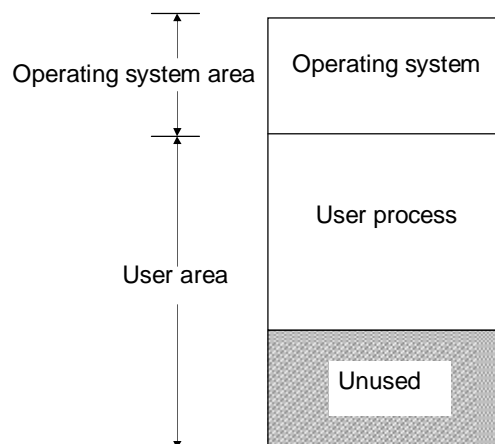 Operating system area
Operating system
User process
User area
Unused